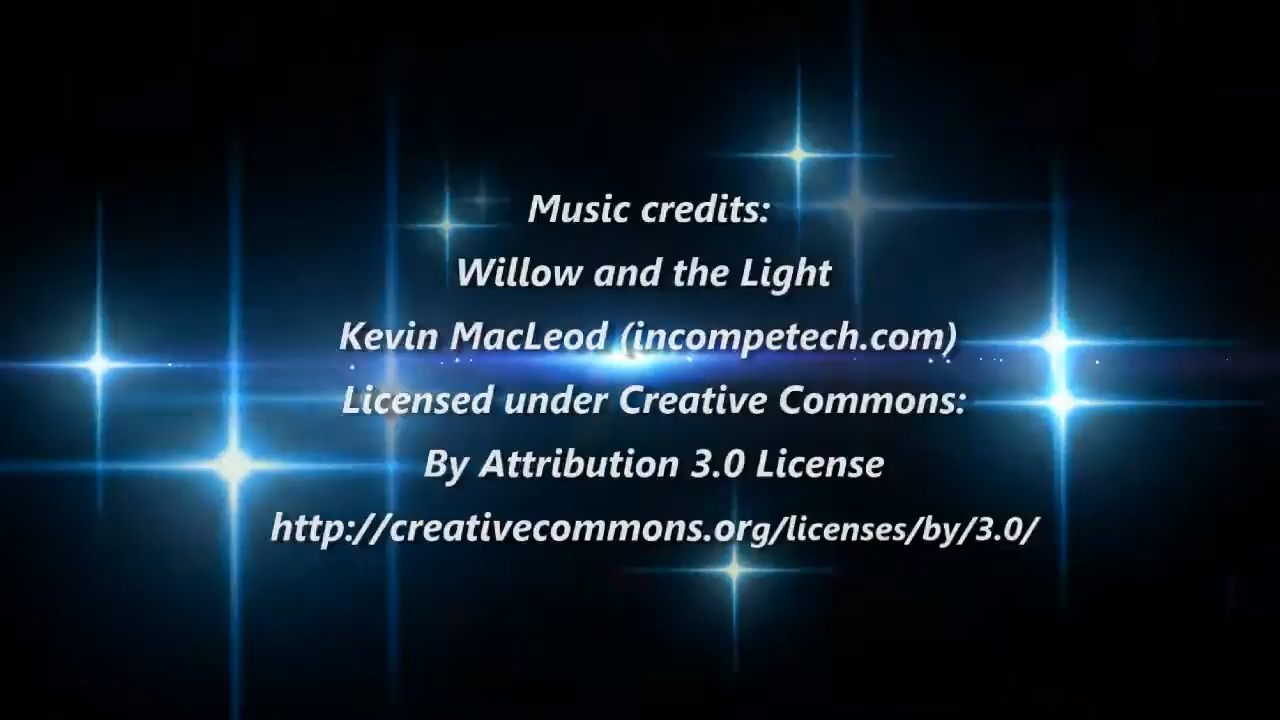 Music credits:
Willow and the Light
Kevin MacLeod (incompetech.com)
Licensed under Creative Commons:
By Attribution 3.0 License
http://creativecommons.org/licenses/by/3.0/